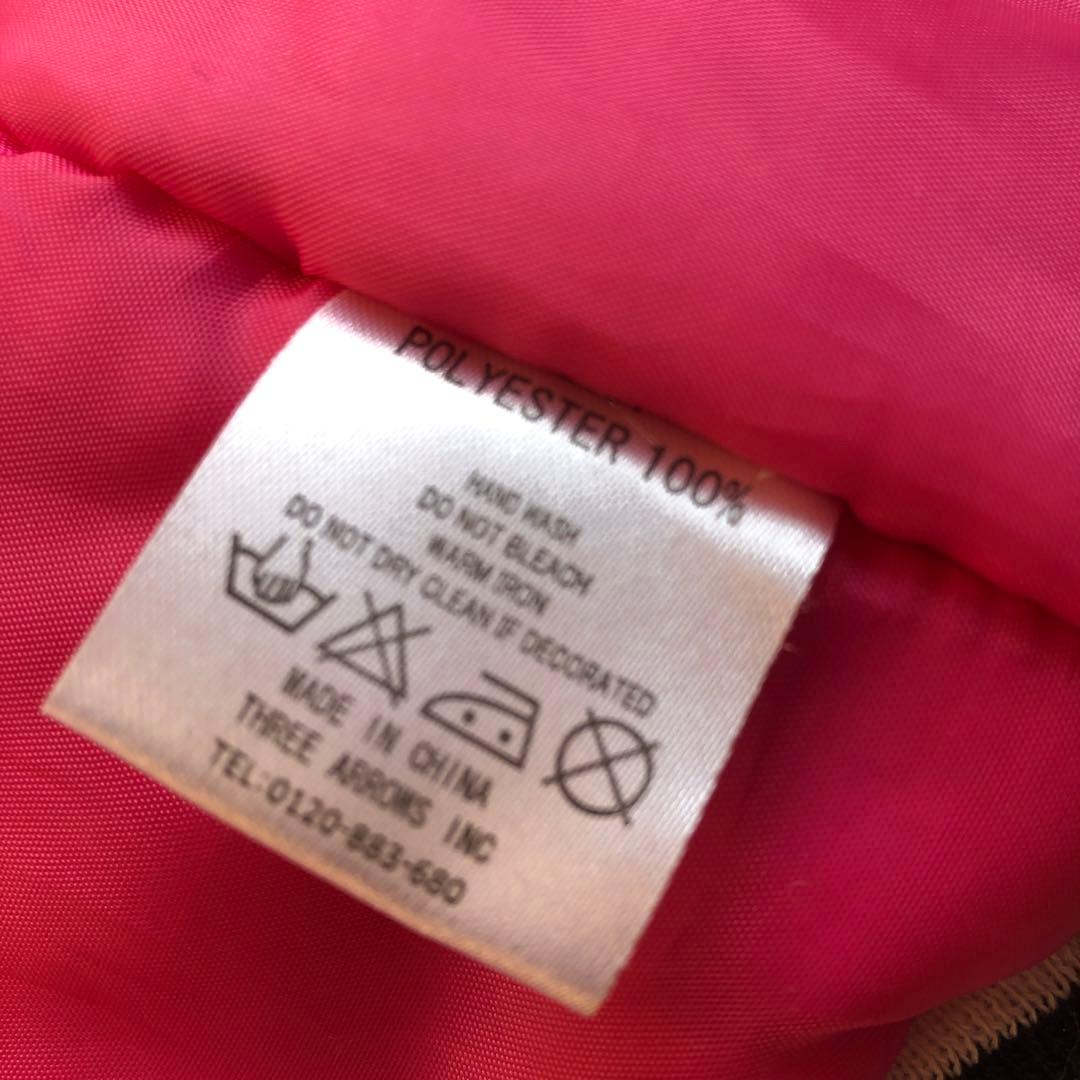 POLYESTER 100%
HAND WASH
DO NOT BLEACH
WARM IRON
DO NOT DRY CLEAN IF DECORATED
MADE IN CHINA
THREE ARROWS INC
TEL:0120-883-680